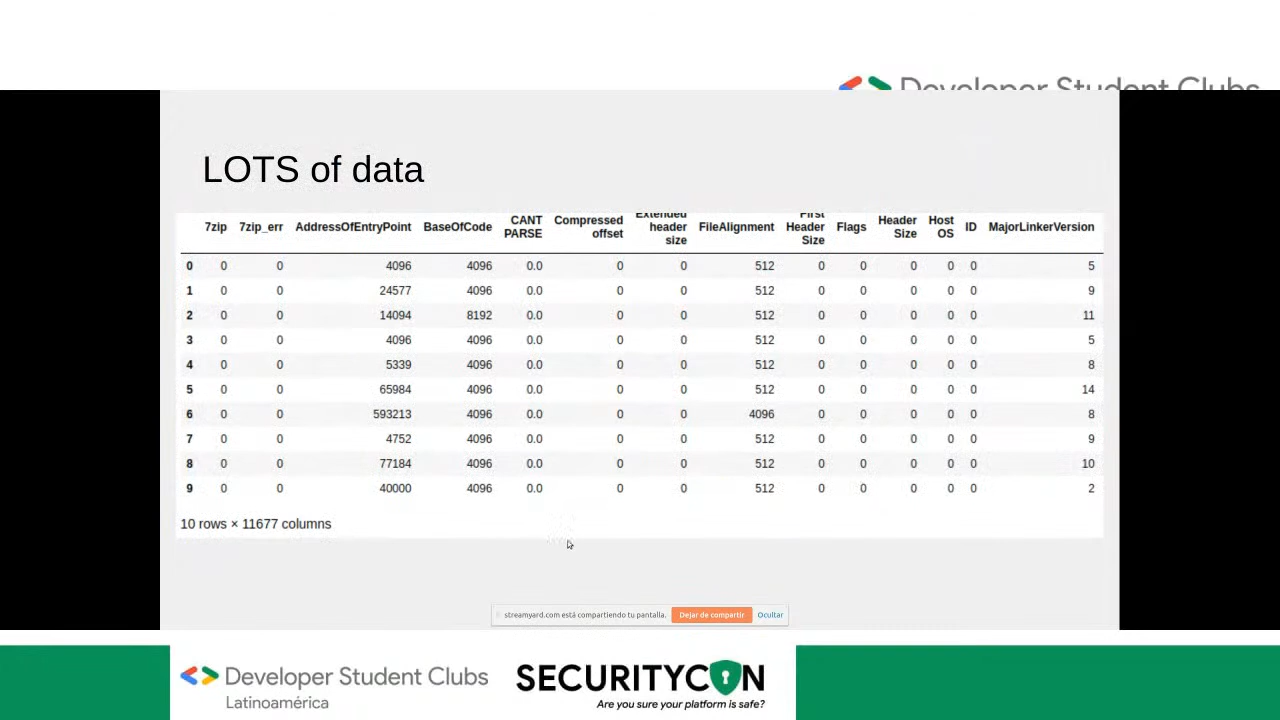 Developer Student Clubs
LOTS of data
7zip 7zip_err AddressOfEntryPoint BaseOfCode CANT PARSE Compressed offset Extended header size FileAlignment First Header Size Flags Header Size Host OS ID MajorLinkerVersion
0 0 0 4096 4096 0.0 0 0 512 0 0 0 0 0 5
1 0 0 24577 4096 0.0 0 0 512 0 0 0 0 0 9
2 0 0 14094 8192 0.0 0 0 512 0 0 0 0 0 11
3 0 0 4096 4096 0.0 0 0 512 0 0 0 0 0 5
4 0 0 5339 4096 0.0 0 0 512 0 0 0 0 0 8
5 0 0 65984 4096 0.0 0 0 512 0 0 0 0 0 14
6 0 0 593213 4096 0.0 0 0 4096 0 0 0 0 0 8
7 0 0 4752 4096 0.0 0 0 512 0 0 0 0 0 9
8 0 0 77184 4096 0.0 0 0 512 0 0 0 0 0 10
9 0 0 40000 4096 0.0 0 0 512 0 0 0 0 0 2
10 rows × 11677 columns
streamyard.com está compartiendo tu pantalla. Dejar de compartir Ocultar
Developer Student Clubs
Latinoamérica
SECURITYCON
Are you sure your platform is safe?